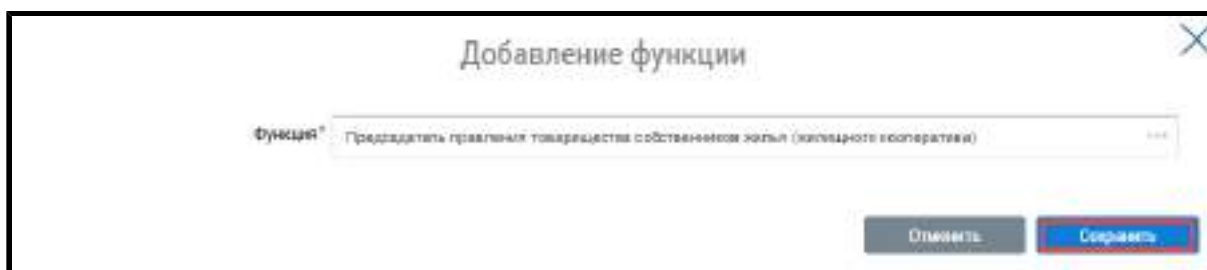 Добавление функции
Функция* Председатель правления товарищества собственников жилья (жилищного кооператива)
Отменить Сохранить